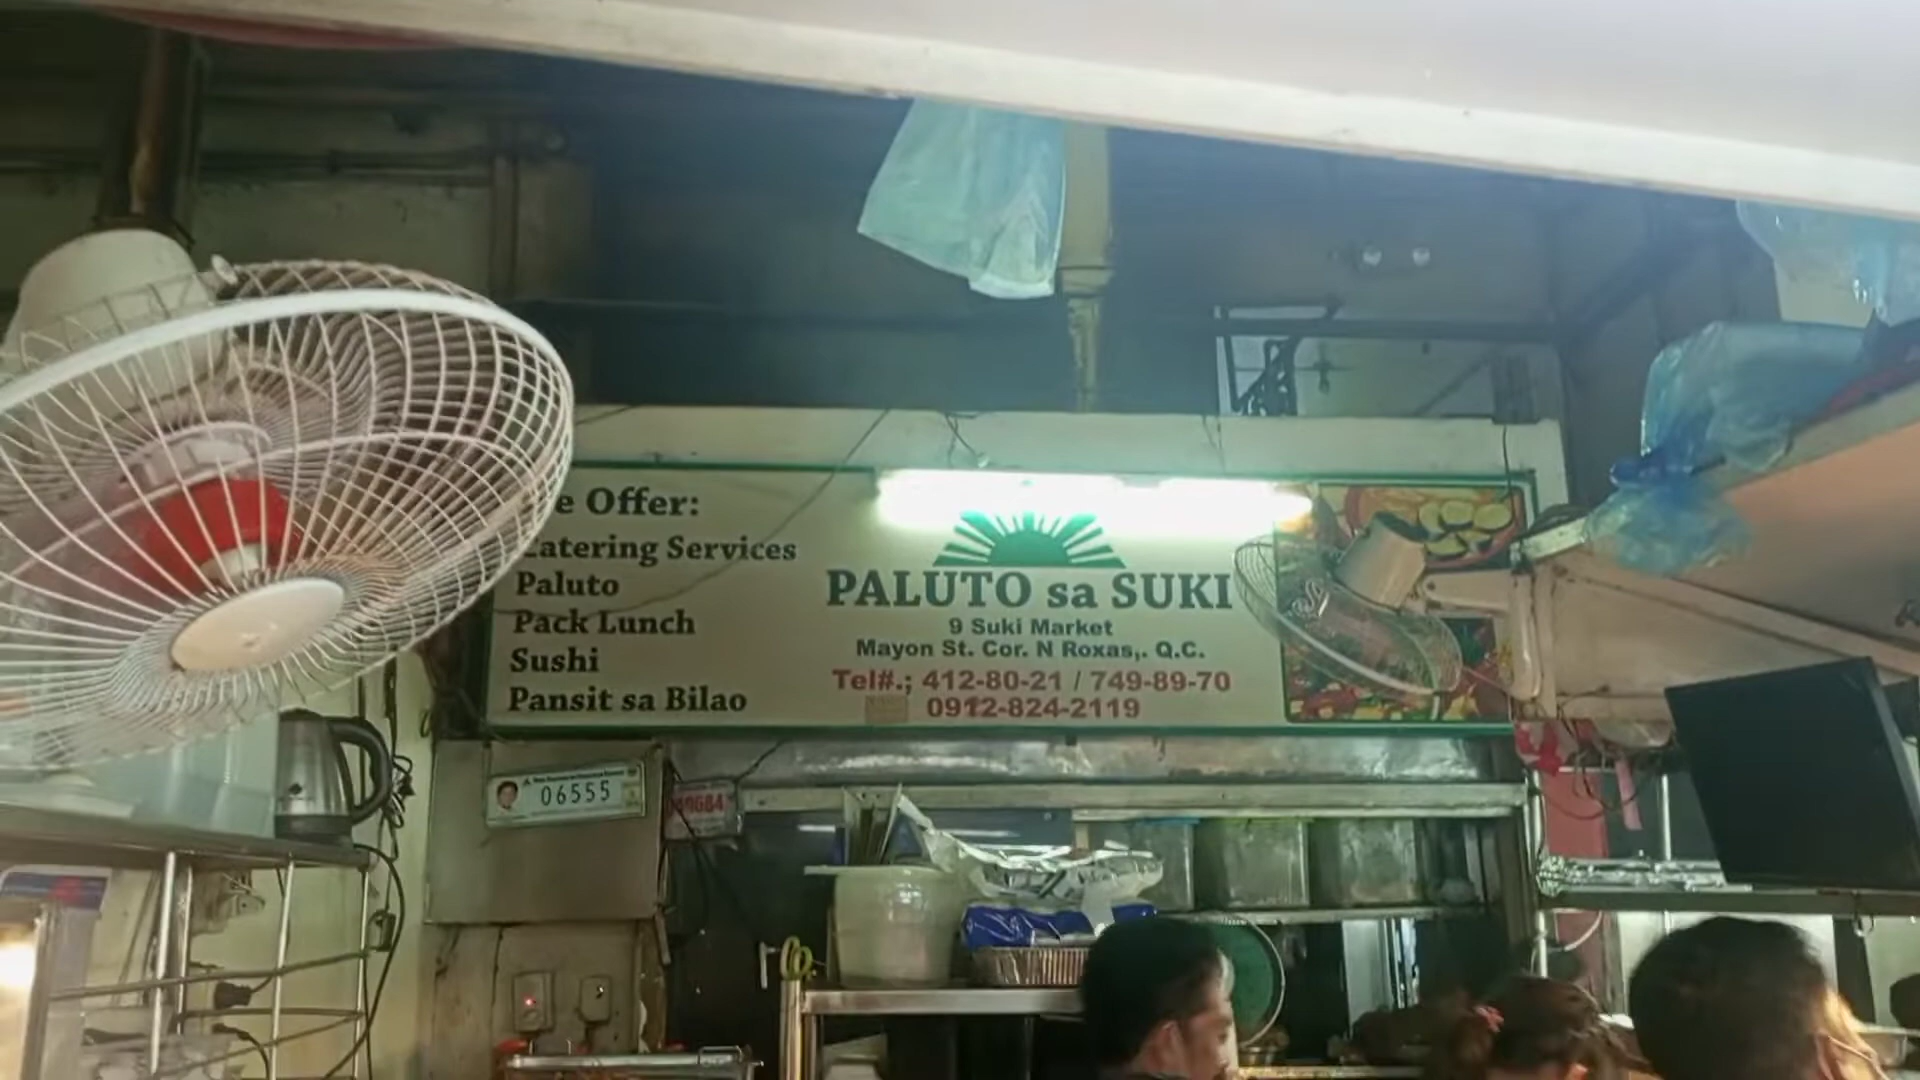 e Offer:
Catering Services
Paluto
Pack Lunch
Sushi
Pansit sa Bilao
PALUTO sa SUKI
9 Suki Market
Mayon St. Cor. N Roxas,. Q.C.
Tel#.; 412-80-21 / 749-89-70
0912-824-2119
06555
49684